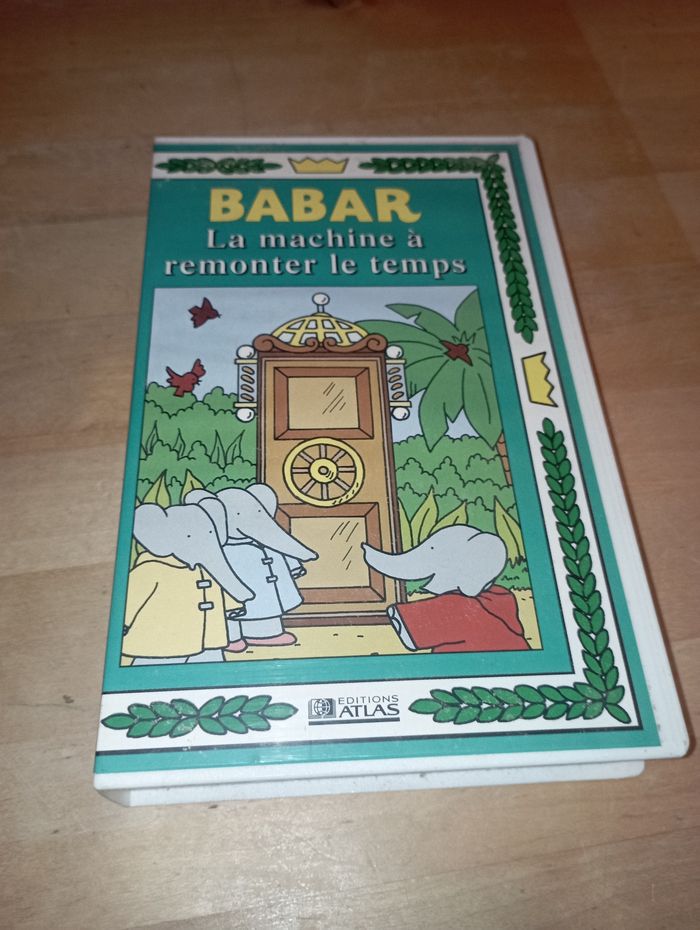 BABAR
La machine à
remonter le temps
EDITIONS
ATLAS